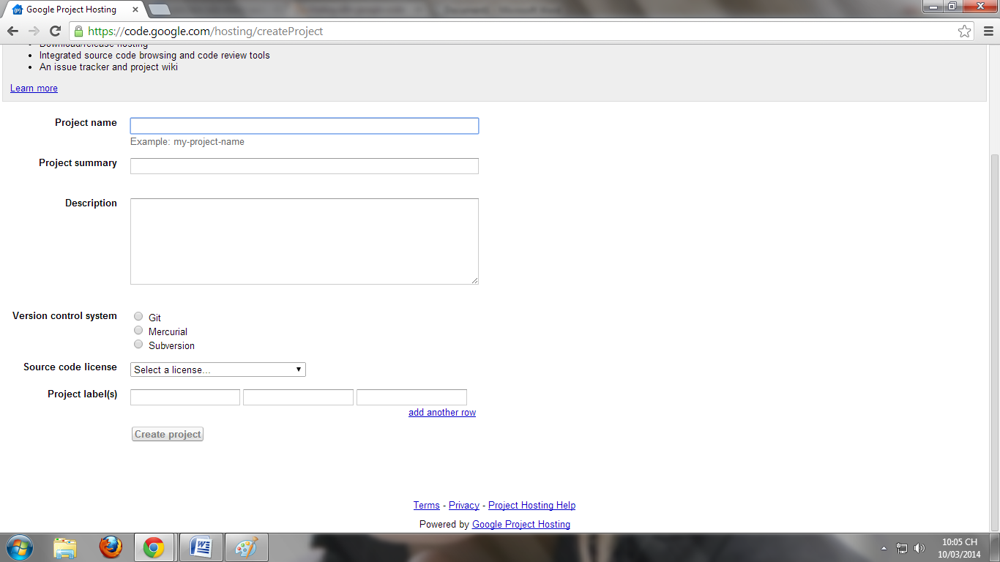 Google Project Hosting
https://code.google.com/hosting/createProject
Download/release hosting
Integrated source code browsing and code review tools
An issue tracker and project wiki
Learn more
Project name
Example: my-project-name
Project summary
Description
Version control system
Git
Mercurial
Subversion
Source code license
Select a license...
Project label(s)
add another row
Create project
Terms - Privacy - Project Hosting Help
Powered by Google Project Hosting
10:05 CH
10/03/2014